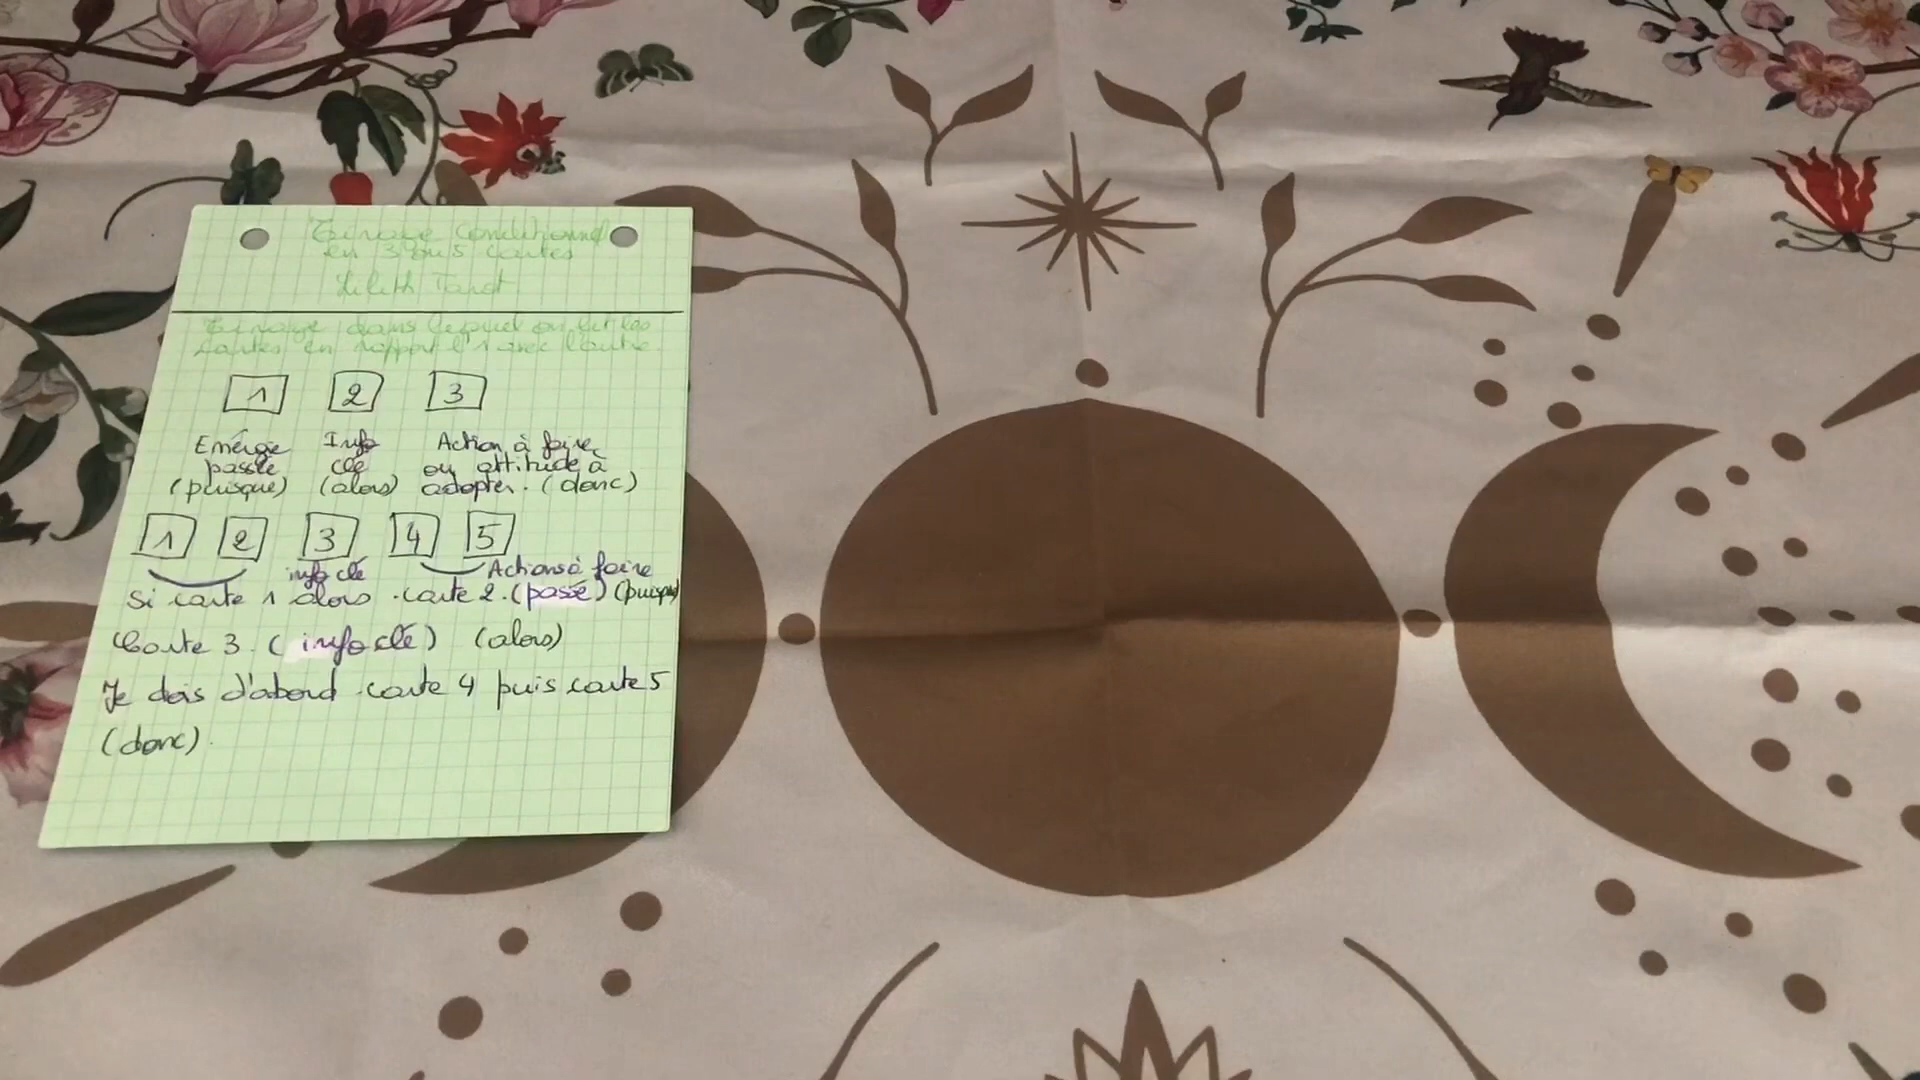 Tirage Conditionnel
en 3 ou 5 cartes
Lilith Tarot
Tirage dans lequel on lit les
cartes en rapport l'1 avec l'autre.
1 2 3
Energie Info Action à faire
passée clé ou attitude à
(puisque) (alors) adopter. (donc)
1 2 3 4 5
info clé Actions à faire
Si carte 1 alors carte 2. (passé) (puisque)
Carte 3. (info clé) (alors)
Je dois d'abord carte 4 puis carte 5
(donc).